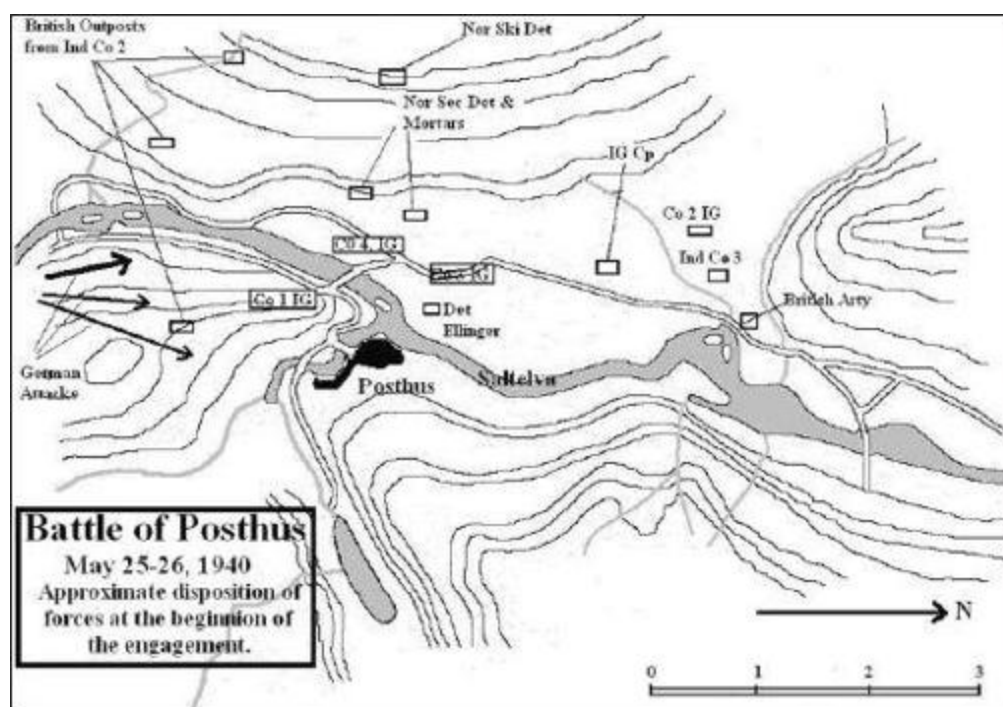 British Outposts
from Ind Co 2
Nor Ski Det
Nor Sec Det &
Mortars
IG Cp
Co 2 IG
Ind Co 3
British Arty
Co 4 IG
IG
Co 1 IG
Det
Ellinger
German
Attacks
Posthus
Saltelva
Battle of Posthus
May 25-26, 1940
Approximate disposition of
forces at the beginnion of
the engagement.
N
0 1 2 3